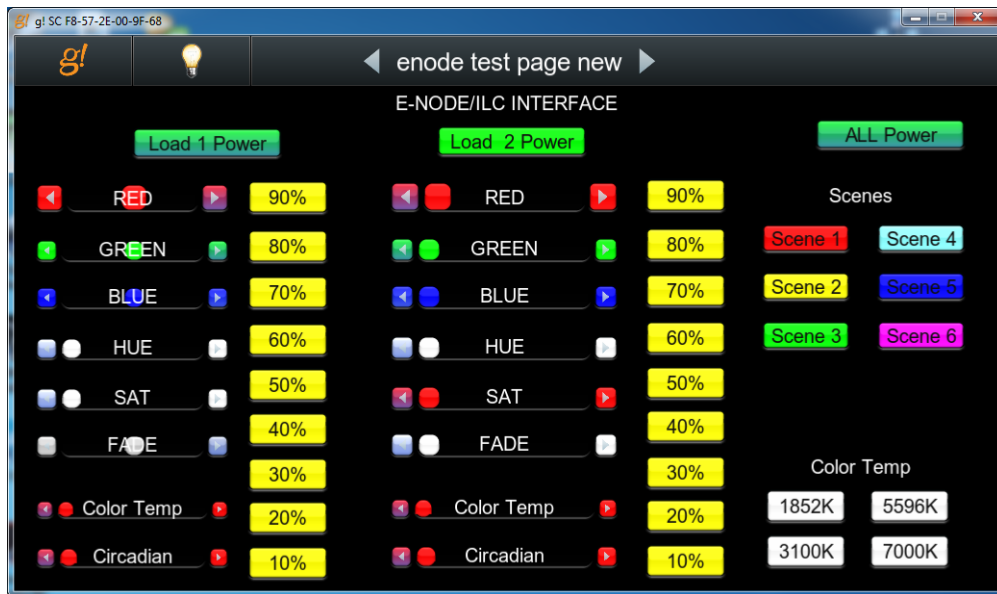 g! SC F8-57-2E-00-9F-68
g!
enode test page new
E-NODE/ILC INTERFACE
Load 1 Power
Load 2 Power
ALL Power
RED
90%
RED
90%
Scenes
GREEN
80%
GREEN
80%
Scene 1
Scene 4
BLUE
70%
BLUE
70%
Scene 2
Scene 5
HUE
60%
HUE
60%
Scene 3
Scene 6
SAT
50%
SAT
50%
FADE
40%
FADE
40%
30%
30%
Color Temp
Color Temp
20%
Color Temp
20%
1852K
5596K
Circadian
10%
Circadian
10%
3100K
7000K